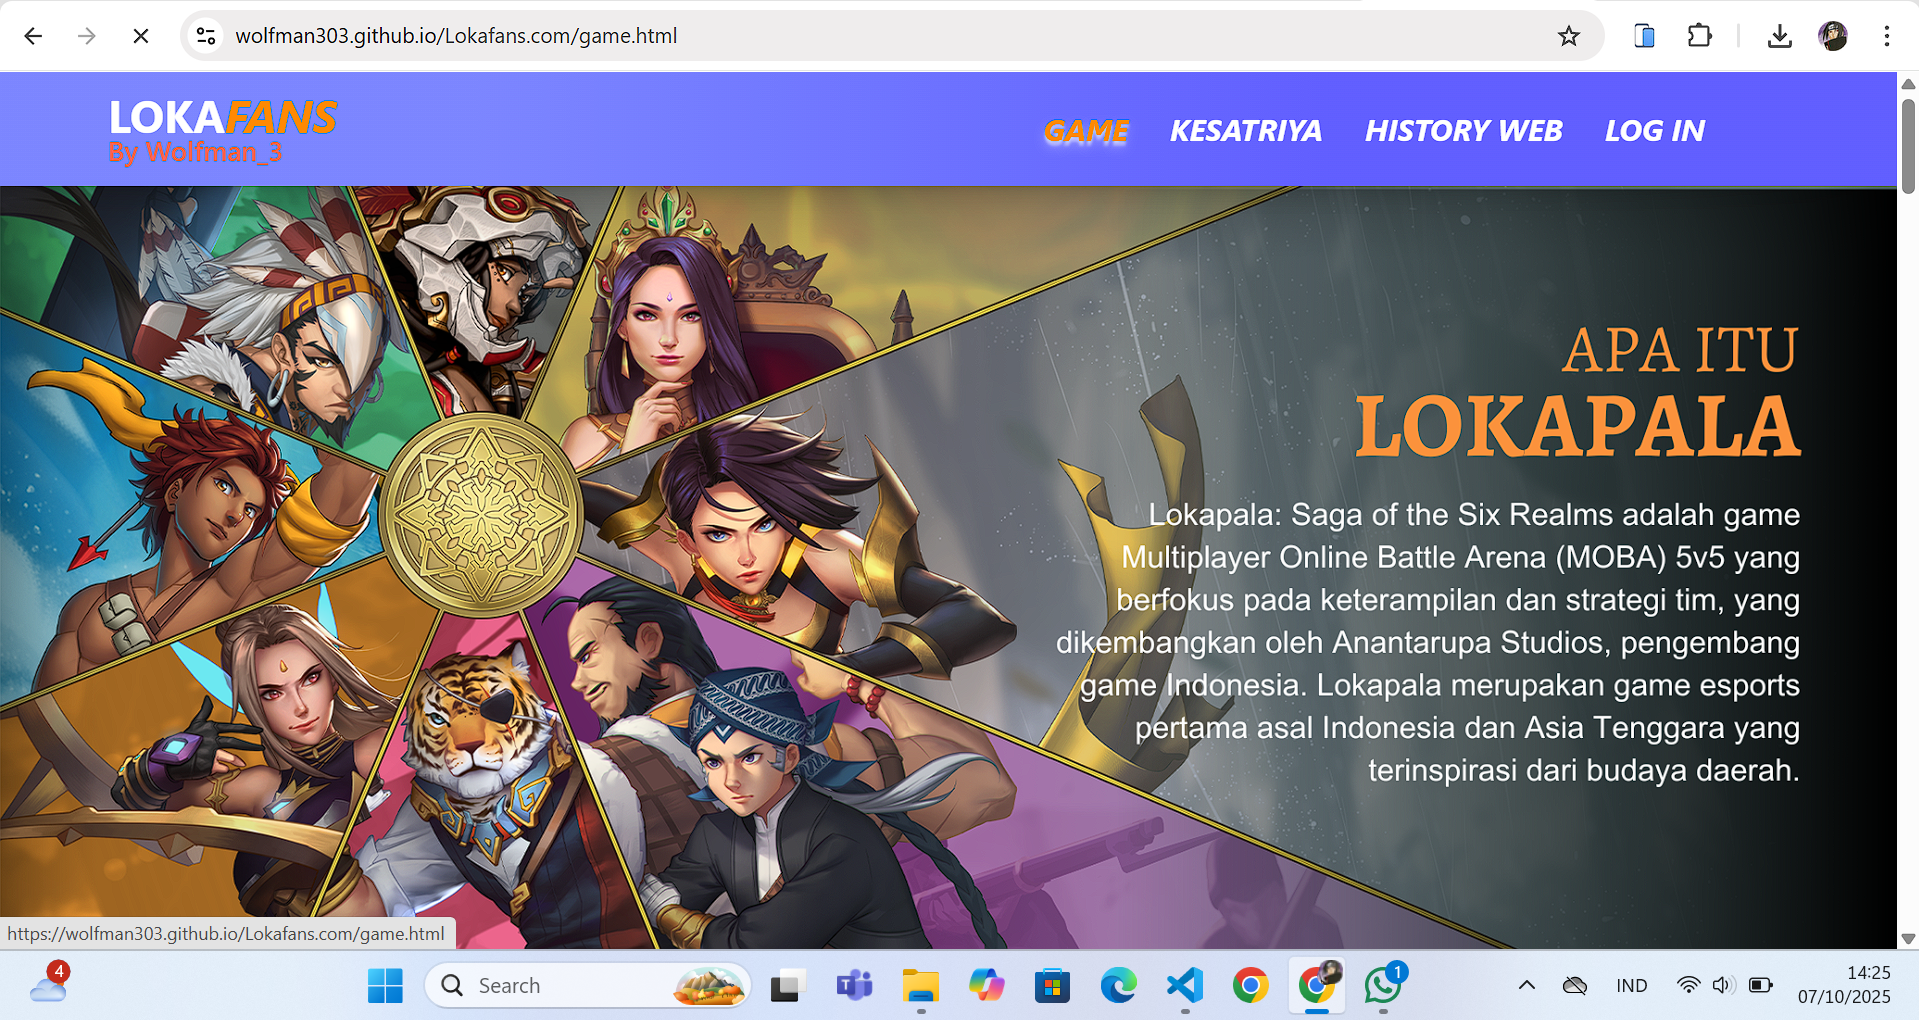 wolfman303.github.io/Lokafans.com/game.html
LOKAFANS
By Wolfman_3
GAME KESATRIYA HISTORY WEB LOG IN
APA ITU
LOKAPALA
Lokapala: Saga of the Six Realms adalah game
Multiplayer Online Battle Arena (MOBA) 5v5 yang
berfokus pada keterampilan dan strategi tim, yang
dikembangkan oleh Anantarupa Studios, pengembang
game Indonesia. Lokapala merupakan game esports
pertama asal Indonesia dan Asia Tenggara yang
terinspirasi dari budaya daerah.
https://wolfman303.github.io/Lokafans.com/game.html
4
Search
1
IND
14:25
07/10/2025